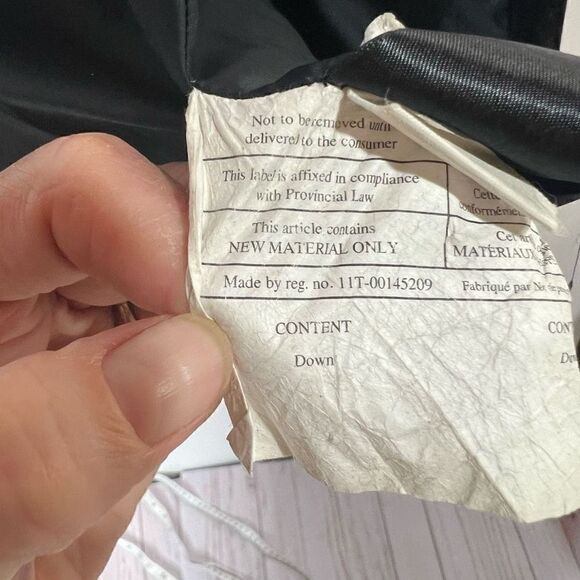 Not to be removed until
delivered to the consumer
This label is affixed in compliance
with Provincial Law
This article contains
NEW MATERIAL ONLY
MATÉRIAU
Made by reg. no. 11T-00145209
Fabriqué par
CONTENT
Down